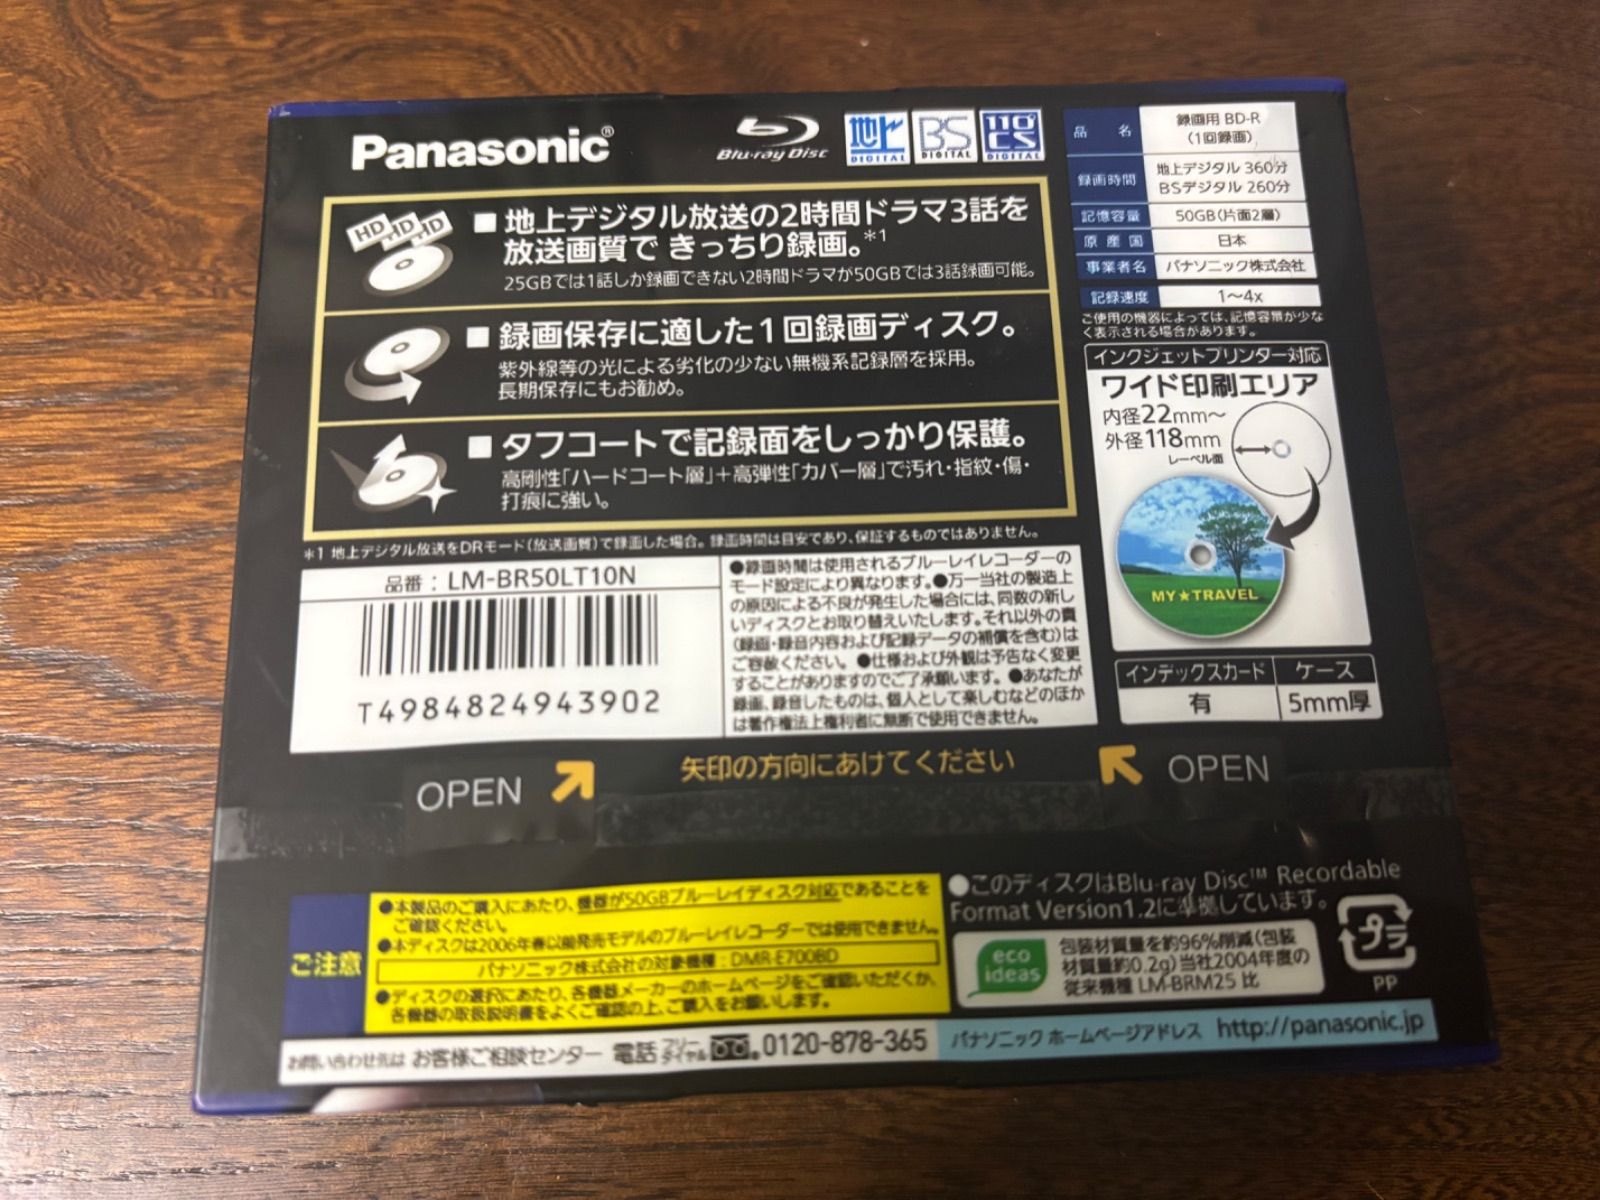 Panasonic®
Blu-ray Disc
地上 DIGITAL
BS DIGITAL
110°CS DIGITAL
HD HD HD
■ 地上デジタル放送の2時間ドラマ3話を
放送画質で きっちり録画。*1
25GBでは1話しか録画できない2時間ドラマが50GBでは3話録画可能。
■ 録画保存に適した1回録画ディスク。
紫外線等の光による劣化の少ない無機系記録層を採用。
長期保存にもお勧め。
■ タフコートで記録面をしっかり保護。
高剛性「ハードコート層」+高弾性「カバー層」で汚れ・指紋・傷・
打痕に強い。
*1 地上デジタル放送をDRモード(放送画質)で録画した場合。録画時間は目安であり、保証するものではありません。
品番:LM-BR50LT10N
T4984824943902
●録画時間は使用されるブルーレイレコーダーの
モード設定により異なります。●万一当社の製造上
の原因による不良が発生した場合には、同数の新し
いディスクとお取り替えいたします。それ以外の責
(録画・録音内容および記録データの補償を含む)は
ご容赦ください。●仕様および外観は予告なく変更
することがありますのでご了承願います。●あなたが
録画、録音したものは、個人として楽しむなどのほか
は著作権法上権利者に無断で使用できません。
品名 録画用 BD-R
(1回録画)
録画時間 地上デジタル 360分
BSデジタル 260分
記憶容量 50GB(片面2層)
原産国 日本
事業者名 パナソニック株式会社
記録速度 1〜4x
ご使用の機器によっては、記憶容量が少な
く表示される場合があります。
インクジェットプリンター対応
ワイド印刷エリア
内径22mm〜
外径118mm
レーベル面
MY★TRAVEL
インデックスカード ケース
有 5mm厚
OPEN 矢印の方向にあけてください OPEN
ご注意
●本製品のご購入にあたり、機器が50GBブルーレイディスク対応であることを
ご確認ください。
●本ディスクは2006年春以前発売モデルのブルーレイレコーダーでは使用できません。
パナソニック株式会社の対象機種:DMR-E700BD
●ディスクの選択にあたり、各機器メーカーのホームページをご確認いただくか、
各機器の取扱説明書をよくご確認の上、ご購入をお願いします。
●このディスクはBlu-ray Disc™ Recordable
Format Version1.2に準拠しています。
eco
ideas
包装材質量を約96%削減(包装
材質量約0.2g)当社2004年度の
従来機種 LM-BRM25 比
プラ
PP
お問い合わせ先は お客様ご相談センター 電話 フリーダイヤル 0120-878-365
パナソニック ホームページアドレス http://panasonic.jp